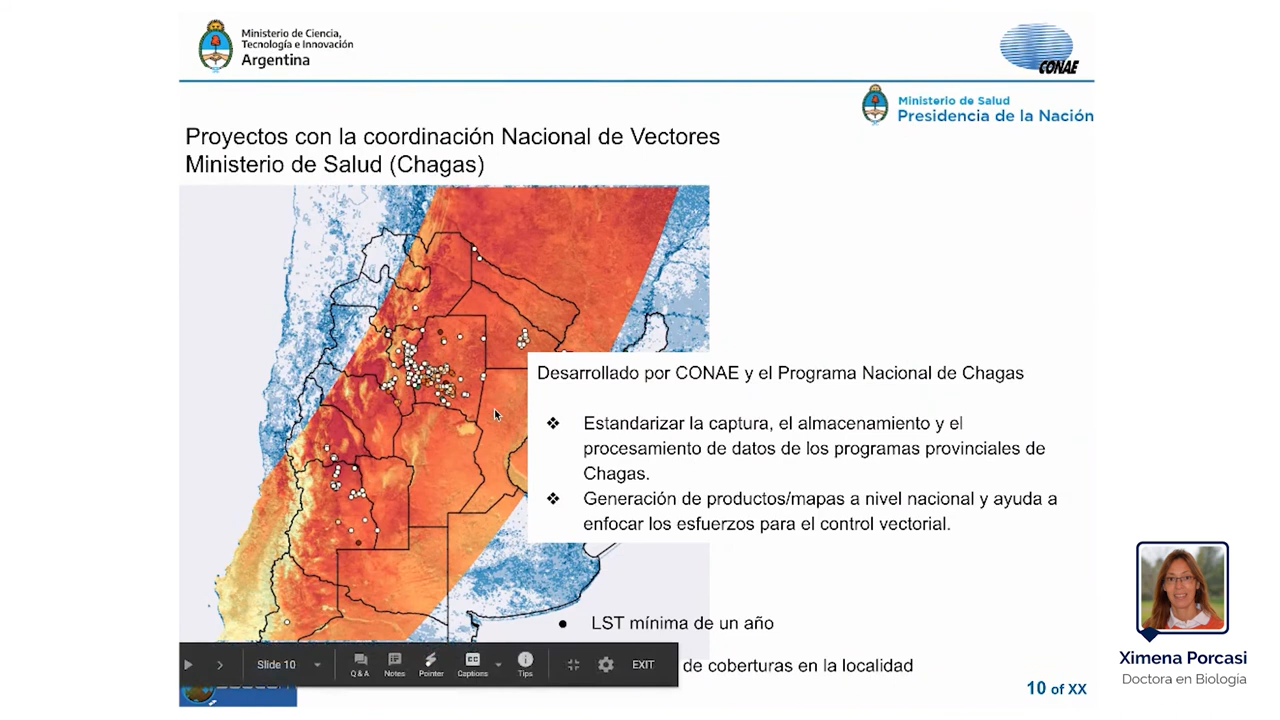 Ministerio de Ciencia,
Tecnología e Innovación
Argentina
CONAE
Ministerio de Salud
Presidencia de la Nación
Proyectos con la coordinación Nacional de Vectores
Ministerio de Salud (Chagas)
Desarrollado por CONAE y el Programa Nacional de Chagas
❖ Estandarizar la captura, el almacenamiento y el
procesamiento de datos de los programas provinciales de
Chagas.
❖ Generación de productos/mapas a nivel nacional y ayuda a
enfocar los esfuerzos para el control vectorial.
● LST mínima de un año
de coberturas en la localidad
Slide 10
Q & A
Notes
Pointer
CC
Captions
Tips
EXIT
10 of XX
Ximena Porcasi
Doctora en Biología